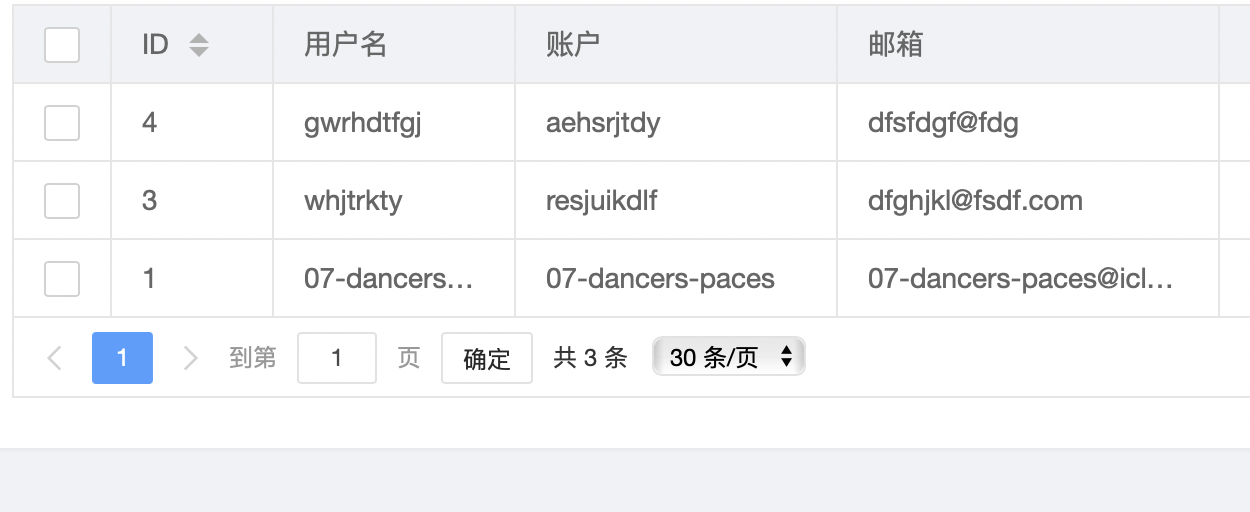 ID 用户名 账户 邮箱
4 gwrhdtfgj aehsrjtdy dfsfdgf@fdg
3 whjtrkty resjuikdlf dfghjkl@fsdf.com
1 07-dancers… 07-dancers-paces 07-dancers-paces@icl…
1 到第 1 页 确定 共 3 条 30 条/页